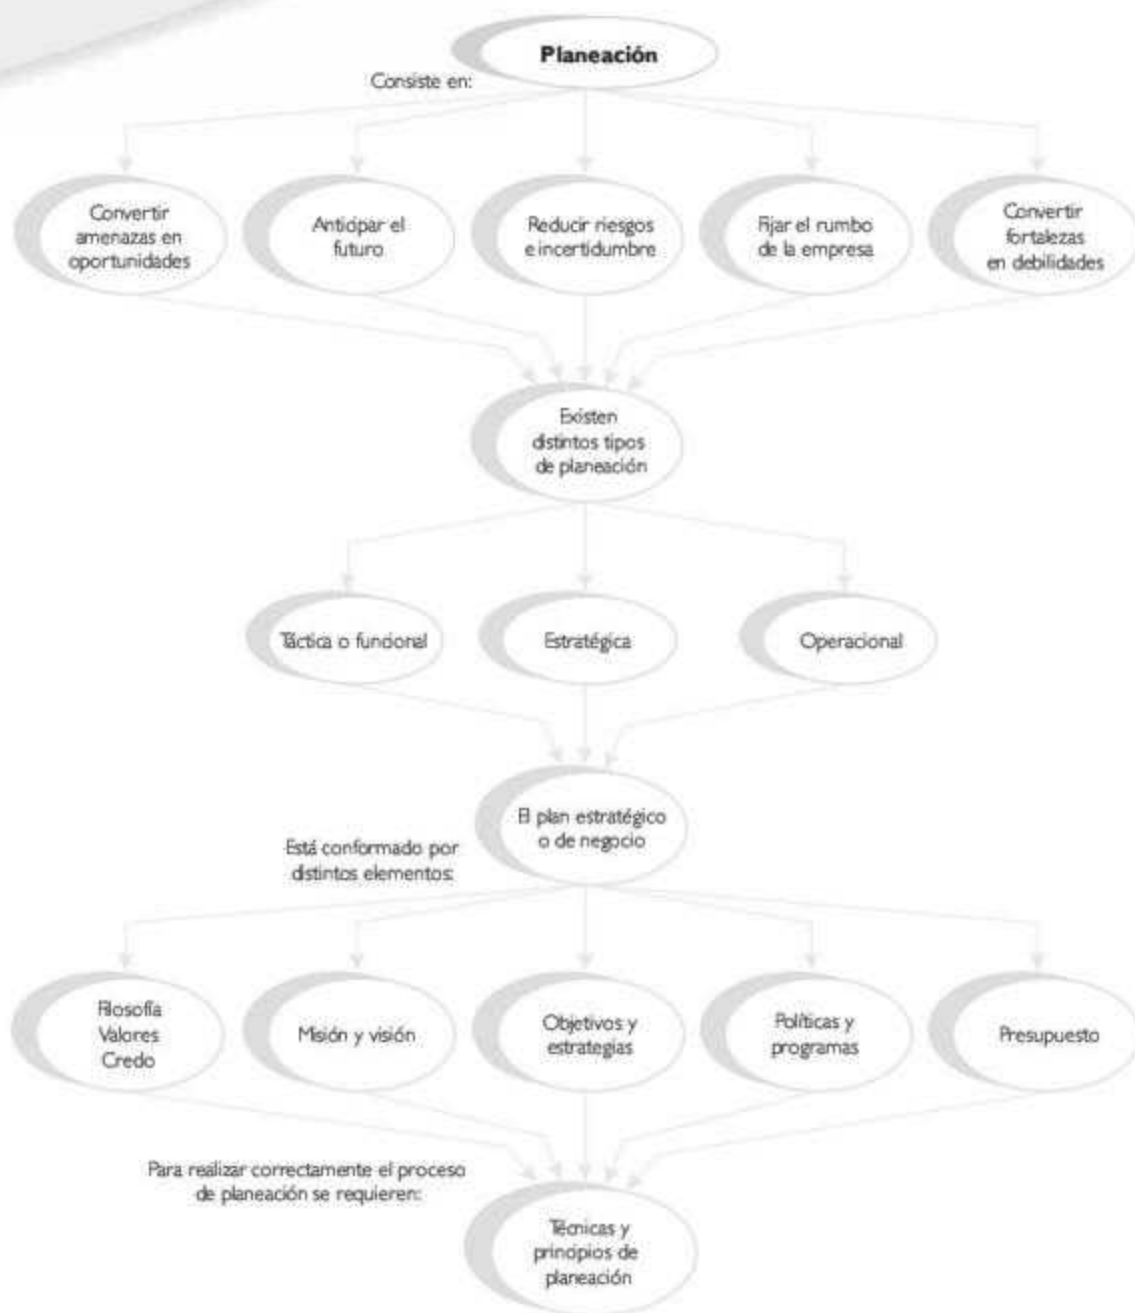 Planeación
Consiste en:
Convertir
amenazas en
oportunidades
Anticipar el
futuro
Reducir riesgos
e incertidumbre
Fijar el rumbo
de la empresa
Convertir
fortalezas
en debilidades
Existen
distintos tipos
de planeación
Táctica o funcional
Estratégica
Operacional
El plan estratégico
o de negocio
Está conformado por
distintos elementos:
Filosofía
Valores
Credo
Misión y visión
Objetivos y
estrategias
Políticas y
programas
Presupuesto
Para realizar correctamente el proceso
de planeación se requieren:
Técnicas y
principios de
planeación